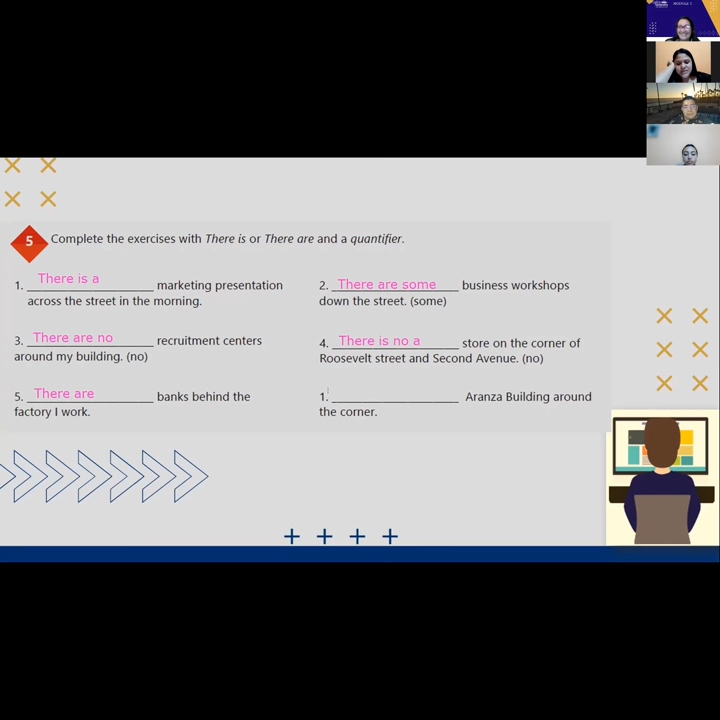 MODULE 1
5 Complete the exercises with There is or There are and a quantifier.
1. There is a marketing presentation
across the street in the morning.
2. There are some business workshops
down the street. (some)
3. There are no recruitment centers
around my building. (no)
4. There is no a store on the corner of
Roosevelt street and Second Avenue. (no)
5. There are banks behind the
factory I work.
1. ____________________ Aranza Building around
the corner.